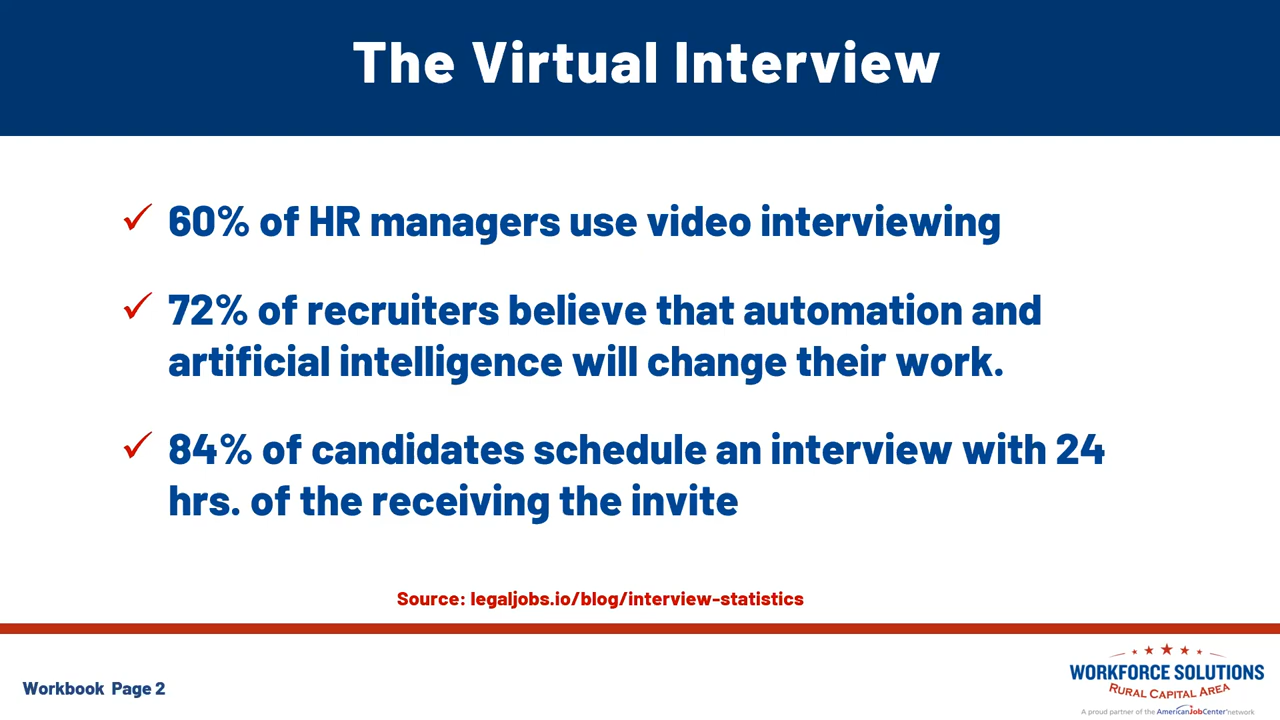 The Virtual Interview
✓ 60% of HR managers use video interviewing
✓ 72% of recruiters believe that automation and
artificial intelligence will change their work.
✓ 84% of candidates schedule an interview with 24
hrs. of the receiving the invite
Source: legaljobs.io/blog/interview-statistics
Workbook Page 2
WORKFORCE SOLUTIONS
RURAL CAPITAL AREA
A proud partner of the AmericanJobCenter network